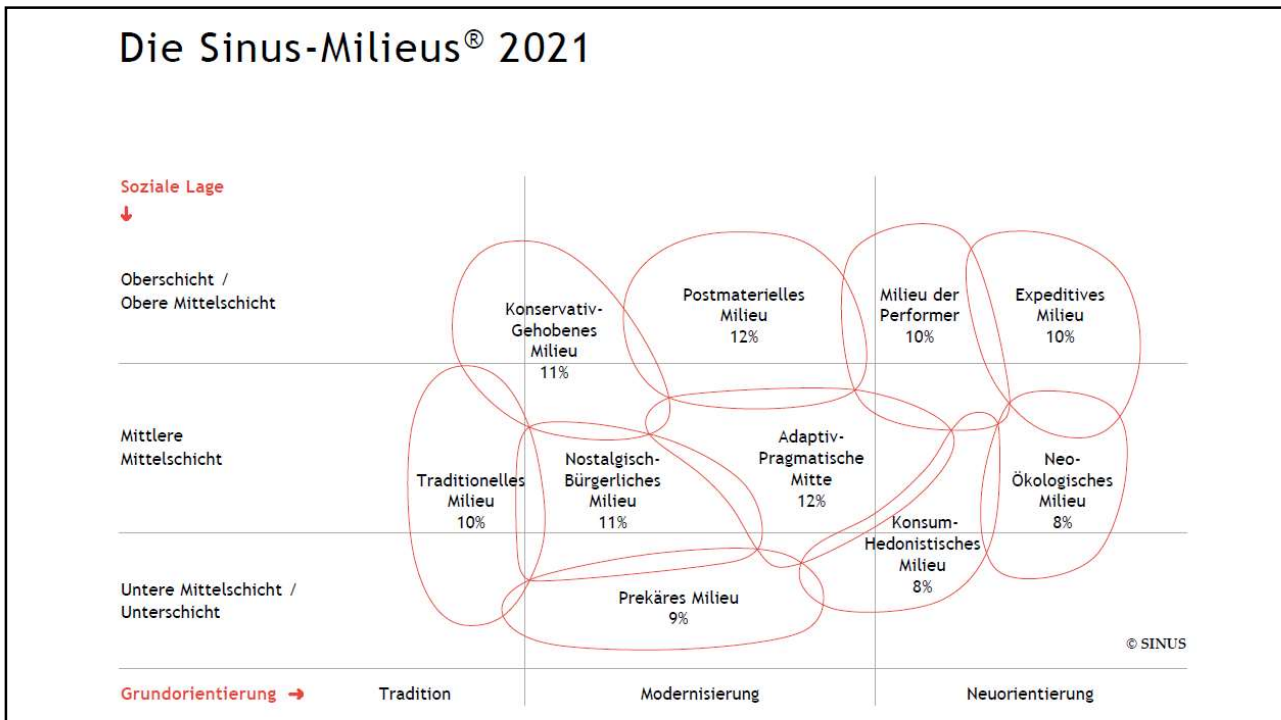 Die Sinus-Milieus® 2021
Soziale Lage
↓
Oberschicht /
Obere Mittelschicht
Konservativ-
Gehobenes
Milieu
11%
Postmaterielles
Milieu
12%
Milieu der
Performer
10%
Expeditives
Milieu
10%
Mittlere
Mittelschicht
Traditionelles
Milieu
10%
Nostalgisch-
Bürgerliches
Milieu
11%
Adaptiv-
Pragmatische
Mitte
12%
Konsum-
Hedonistisches
Milieu
8%
Neo-
Ökologisches
Milieu
8%
Untere Mittelschicht /
Unterschicht
Prekäres Milieu
9%
© SINUS
Grundorientierung →
Tradition
Modernisierung
Neuorientierung